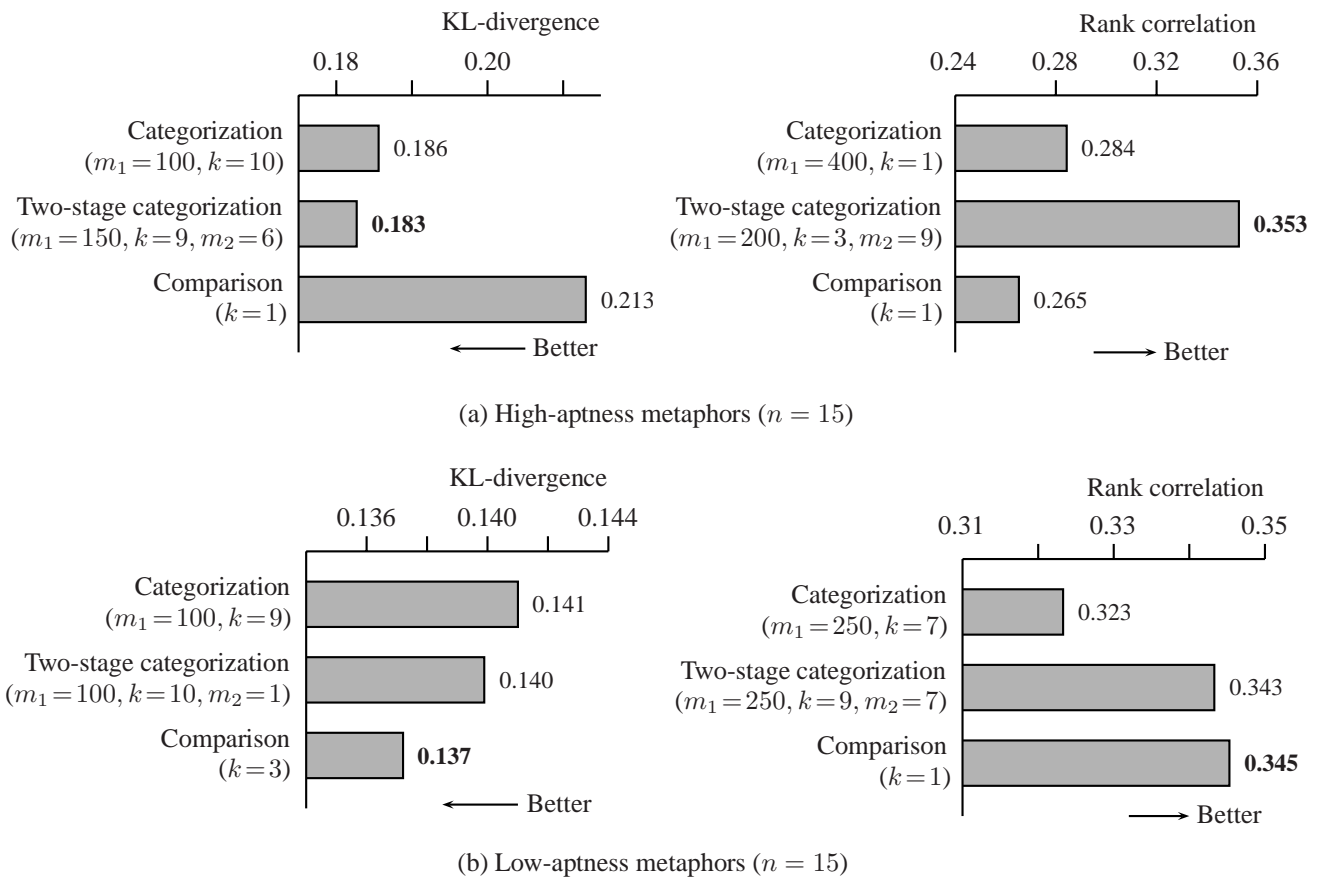 KL-divergence
0.18 0.20
Categorization
(m₁=100, k=10)
0.186
Two-stage categorization
(m₁=150, k=9, m₂=6)
0.183
Comparison
(k=1)
0.213
Better
Rank correlation
0.24 0.28 0.32 0.36
Categorization
(m₁=400, k=1)
0.284
Two-stage categorization
(m₁=200, k=3, m₂=9)
0.353
Comparison
(k=1)
0.265
Better
(a) High-aptness metaphors (n = 15)
KL-divergence
0.136 0.140 0.144
Categorization
(m₁=100, k=9)
0.141
Two-stage categorization
(m₁=100, k=10, m₂=1)
0.140
Comparison
(k=3)
0.137
Better
Rank correlation
0.31 0.33 0.35
Categorization
(m₁=250, k=7)
0.323
Two-stage categorization
(m₁=250, k=9, m₂=7)
0.343
Comparison
(k=1)
0.345
Better
(b) Low-aptness metaphors (n = 15)